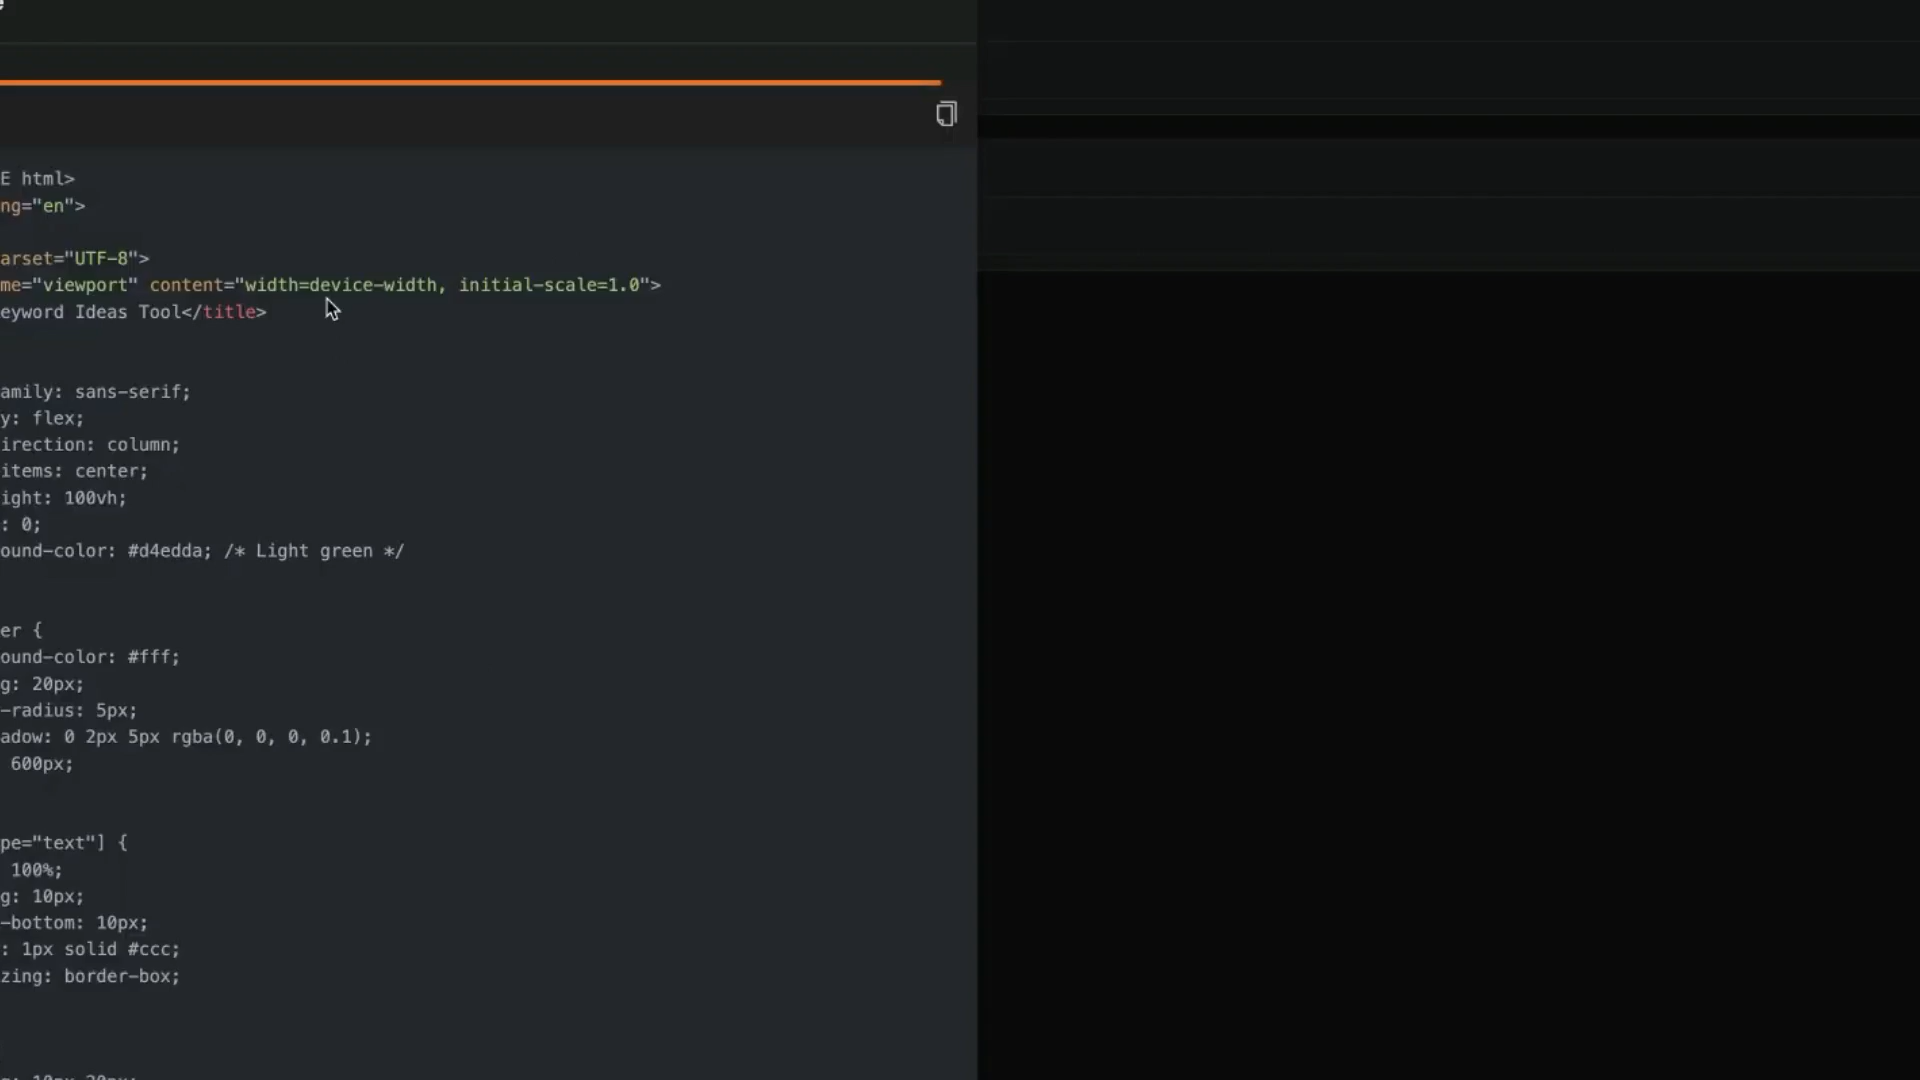 E html>
ng="en">
arset="UTF-8">
me="viewport" content="width=device-width, initial-scale=1.0">
eyword Ideas Tool</title>
amily: sans-serif;
y: flex;
irection: column;
items: center;
ight: 100vh;
: 0;
ound-color: #d4edda; /* Light green */
er {
ound-color: #fff;
g: 20px;
-radius: 5px;
adow: 0 2px 5px rgba(0, 0, 0, 0.1);
600px;
pe="text"] {
100%;
g: 10px;
-bottom: 10px;
: 1px solid #ccc;
zing: border-box;
g: 10px 20px;